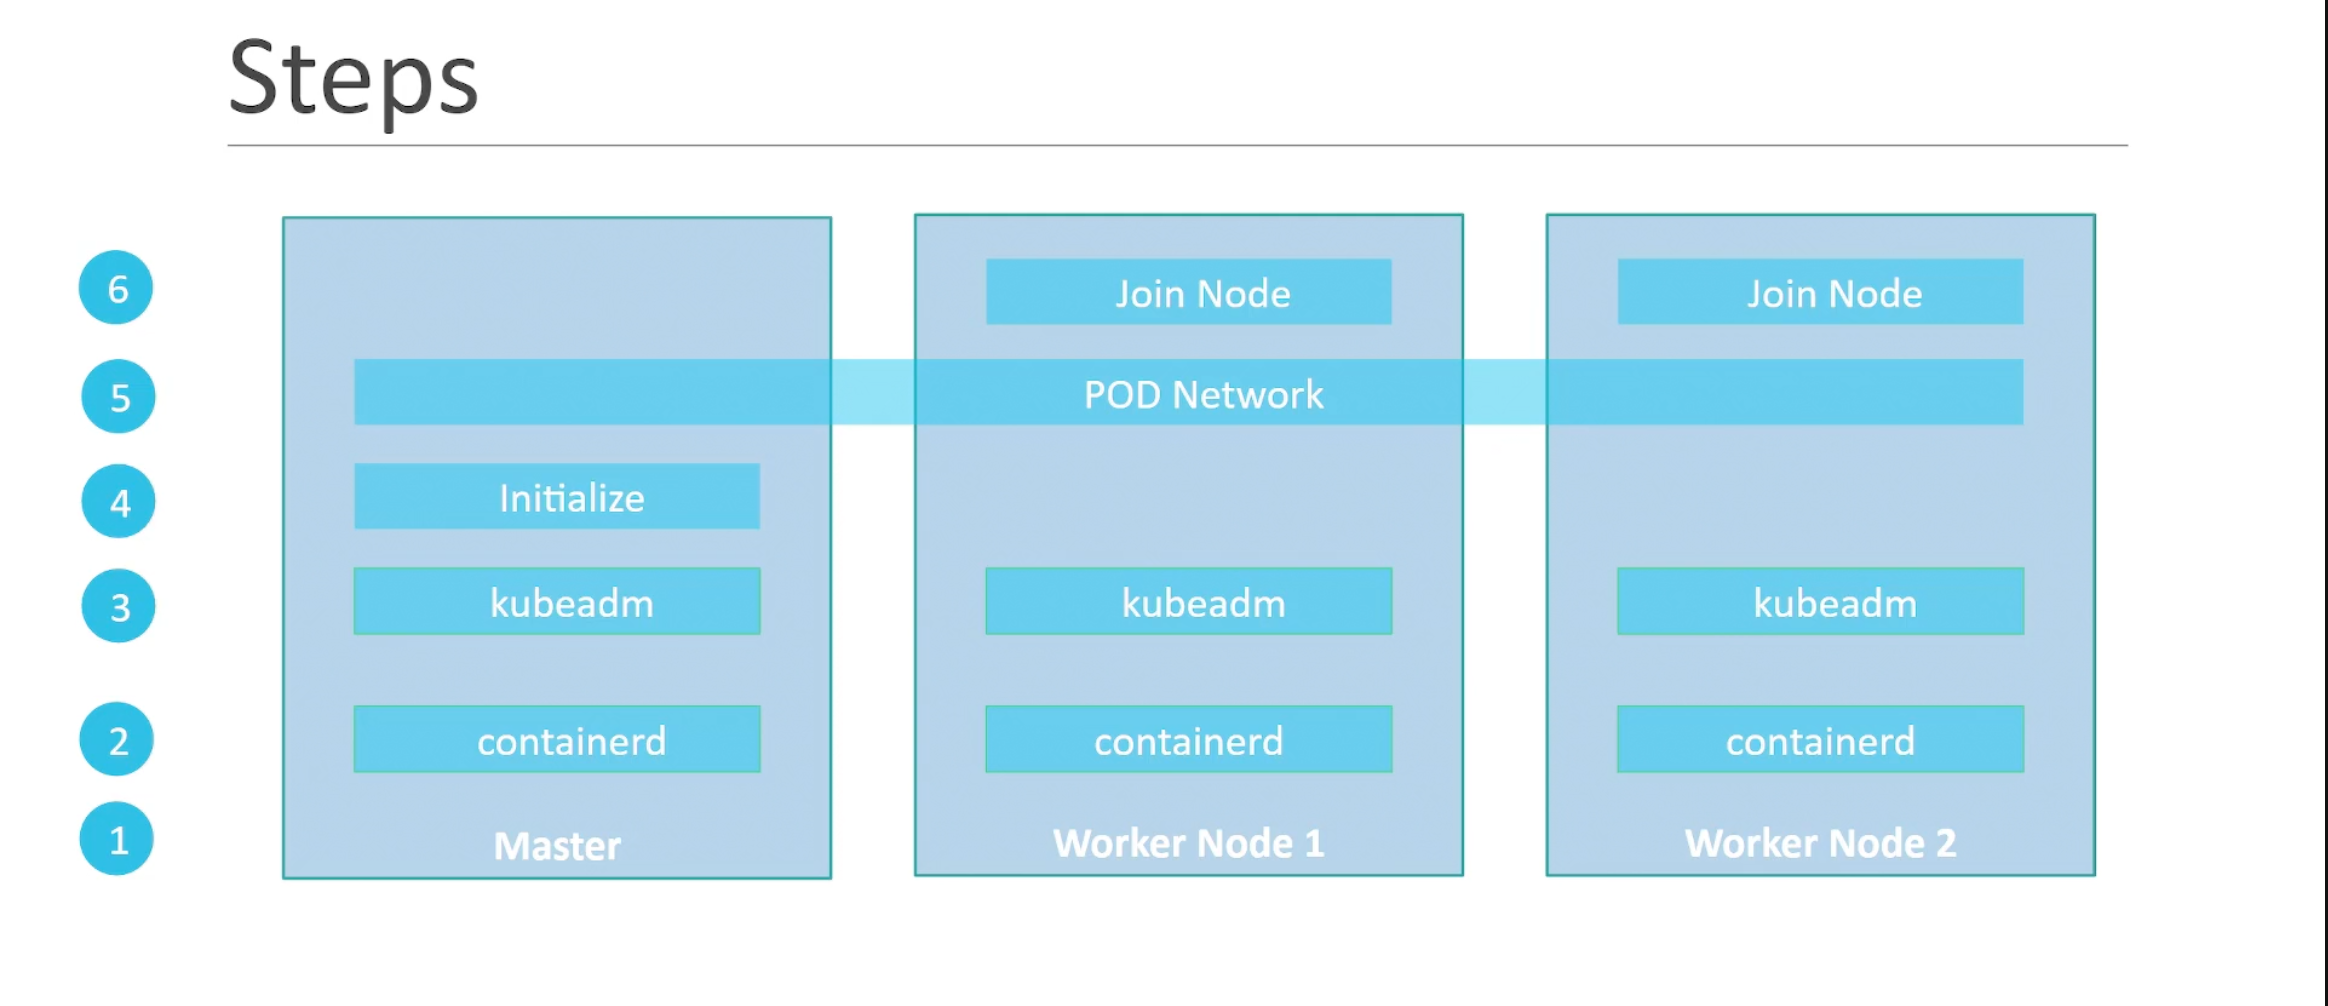 Steps
6
Join Node
Join Node
5
POD Network
4
Initialize
3
kubeadm
kubeadm
kubeadm
2
containerd
containerd
containerd
1
Master
Worker Node 1
Worker Node 2